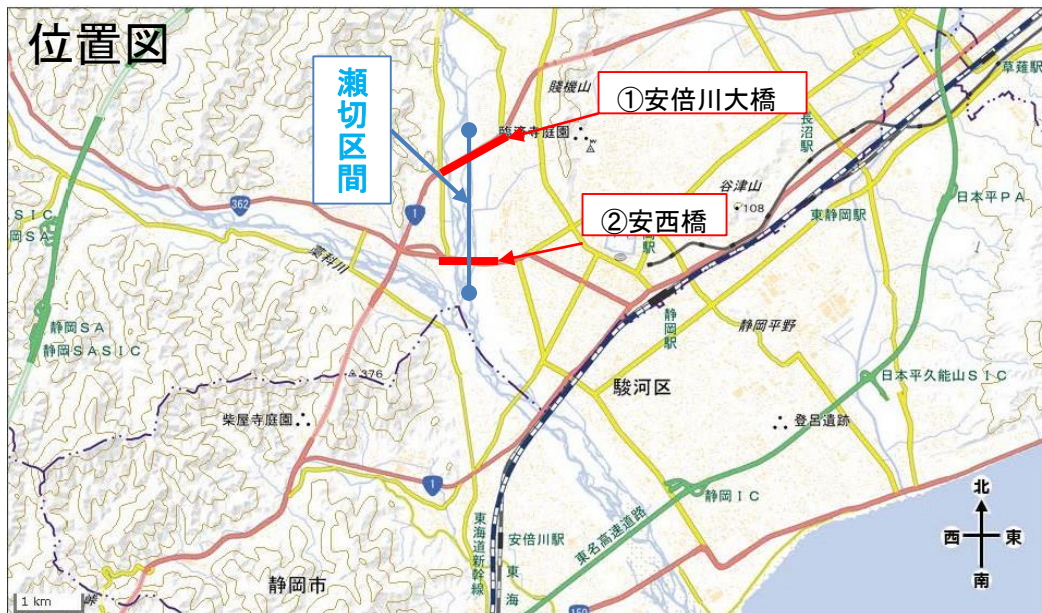 位置図
瀬切区間
①安倍川大橋
②安西橋
賤機山
臨済寺庭園
長沼駅
草薙駅
谷津山
108
日本平PA
東静岡駅
362
1
藁科川
静岡SA
静岡SASIC
静岡駅
静岡平野
376
駿河区
日本平久能山SIC
柴屋寺庭園
登呂遺跡
1
静岡IC
東名高速道路
東海道新幹線
安倍川駅
東海
静岡市
峠
150
1 km
北
西
東
南